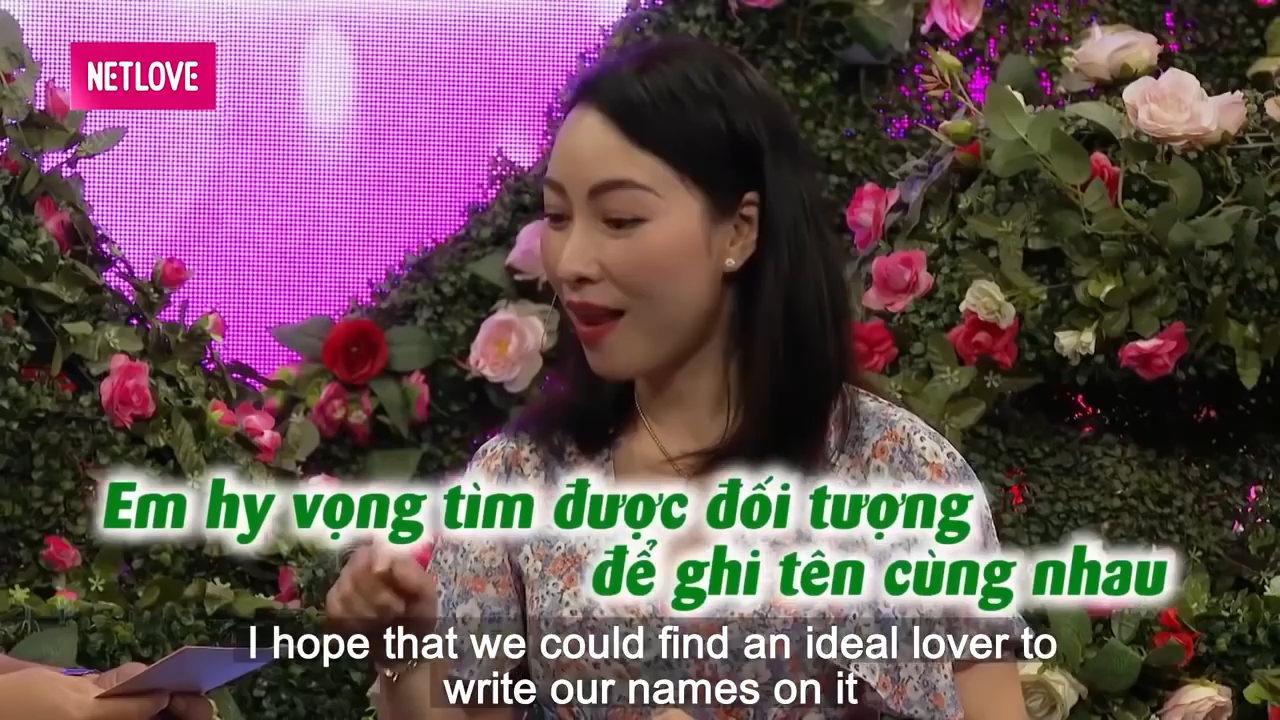 NETLOVE
Em hy vọng tìm được đối tượng
để ghi tên cùng nhau
I hope that we could find an ideal lover to
write our names on it